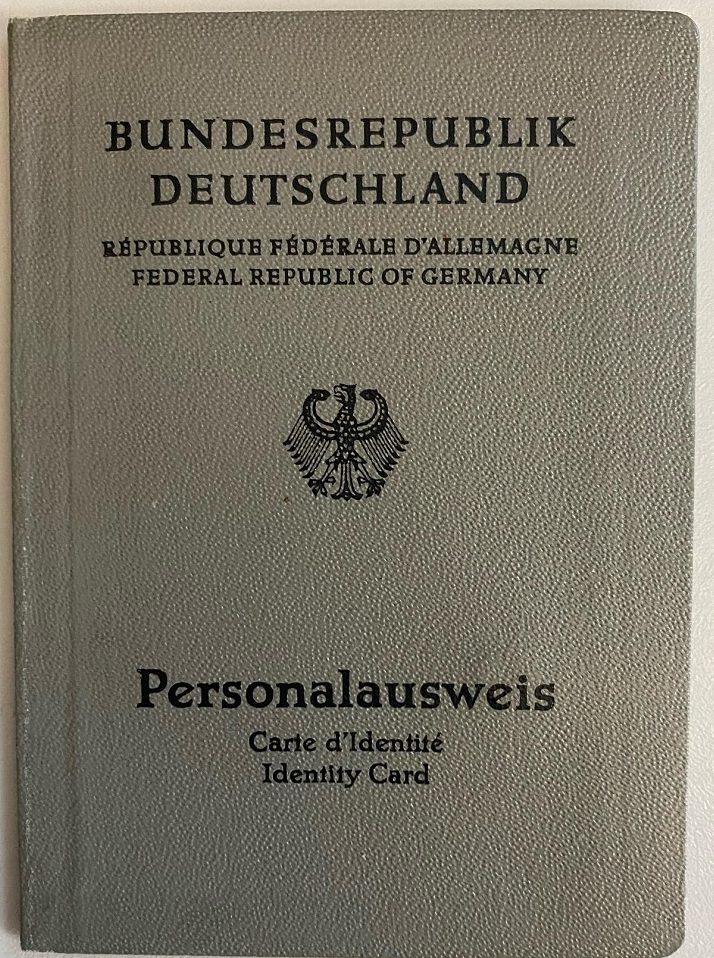 BUNDESREPUBLIK
DEUTSCHLAND
RÉPUBLIQUE FÉDÉRALE D'ALLEMAGNE
FEDERAL REPUBLIC OF GERMANY
Personalausweis
Carte d'Identité
Identity Card